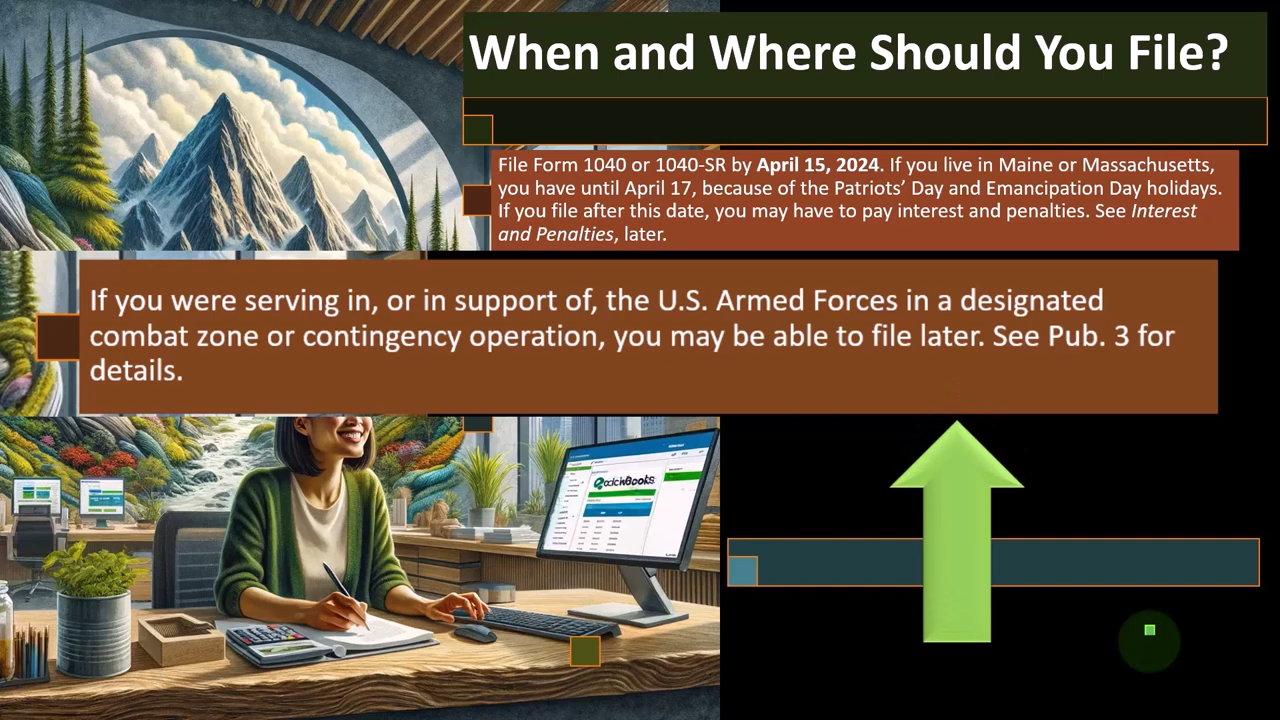 When and Where Should You File?
File Form 1040 or 1040-SR by April 15, 2024. If you live in Maine or Massachusetts,
you have until April 17, because of the Patriots’ Day and Emancipation Day holidays.
If you file after this date, you may have to pay interest and penalties. See Interest
and Penalties, later.
If you were serving in, or in support of, the U.S. Armed Forces in a designated
combat zone or contingency operation, you may be able to file later. See Pub. 3 for
details.